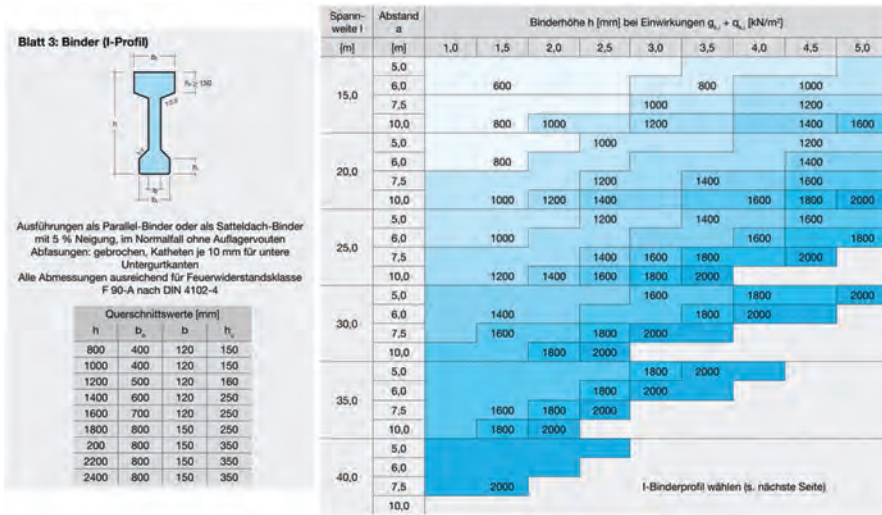 Blatt 3: Binder (I-Profil)
Ausführungen als Parallel-Binder oder als Satteldach-Binder
mit 5 % Neigung, im Normalfall ohne Auflagervouten
Abfasungen: gebrochen, Katheten je 10 mm für untere
Untergurtkanten
Alle Abmessungen ausreichend für Feuerwiderstandsklasse
F 90-A nach DIN 4102-4
Querschnittswerte [mm]
h
800 400 120 150
1000 400 120 150
1200 500 120 160
1400 600 120 250
1600 700 120 250
1800 800 150 250
200 800 150 350
2200 800 150 350
2400 800 150 350
Spann- Abstand Binderhöhe h [mm] bei Einwirkungen
weite l a
[m] [m] 1,0 1,5 2,0 2,5 3,0 3,5 4,0 4,5 5,0
15,0
5,0
6,0 600 800 1000
7,5 1000 1200
10,0 800 1000 1200 1400 1600
20,0
5,0 1000 1200
6,0 800 1400
7,5 1200 1400 1600
10,0 1000 1200 1400 1600 1800 2000
25,0
5,0 1200 1400 1600
6,0 1000 1600 1800
7,5 1400 1600 1800 2000
10,0 1200 1400 1600 1800 2000
30,0
5,0 1600 1800 2000
6,0 1400 1800 2000
7,5 1600 1800 2000
10,0 1800 2000
35,0
5,0 1800 2000
6,0 1800 2000
7,5 1600 1800 2000
10,0 1800 2000
40,0
5,0
6,0
7,5 2000 I-Binderprofil wählen (s. nächste Seite)
10,0